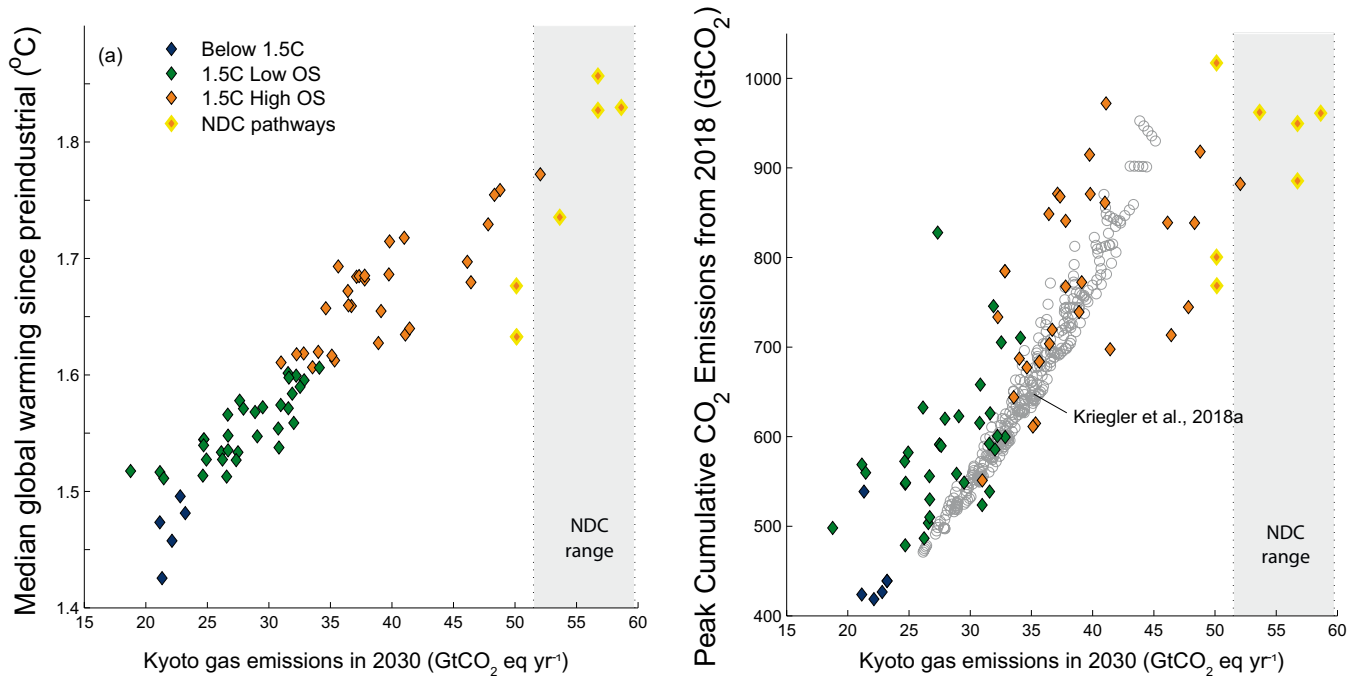 Median global warming since preindustrial (°C)
1.8
1.7
1.6
1.5
1.4
(a)
Below 1.5C
1.5C Low OS
1.5C High OS
NDC pathways
NDC
range
15 20 25 30 35 40 45 50 55 60
Kyoto gas emissions in 2030 (GtCO₂ eq yr⁻¹)
Peak Cumulative CO₂ Emissions from 2018 (GtCO₂)
1000
900
800
700
600
500
400
Kriegler et al., 2018a
NDC
range
15 20 25 30 35 40 45 50 55 60
Kyoto gas emissions in 2030 (GtCO₂ eq yr⁻¹)